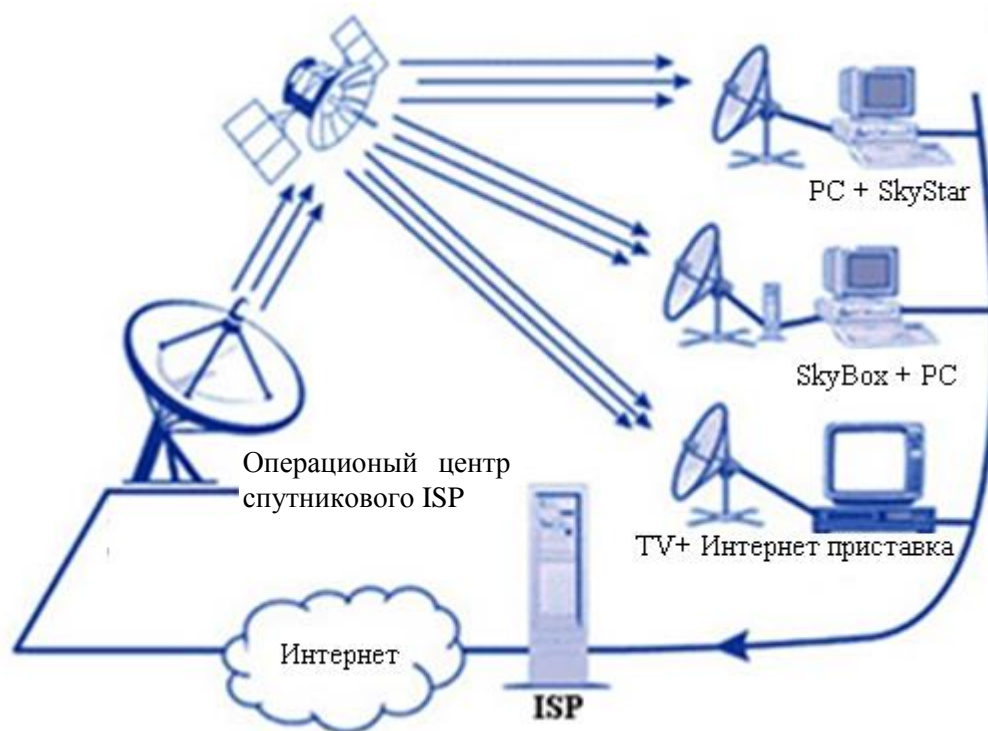 PC + SkyStar
SkyBox + PC
Операционый центр
спутникового ISP
TV+ Интернет приставка
Интернет
ISP